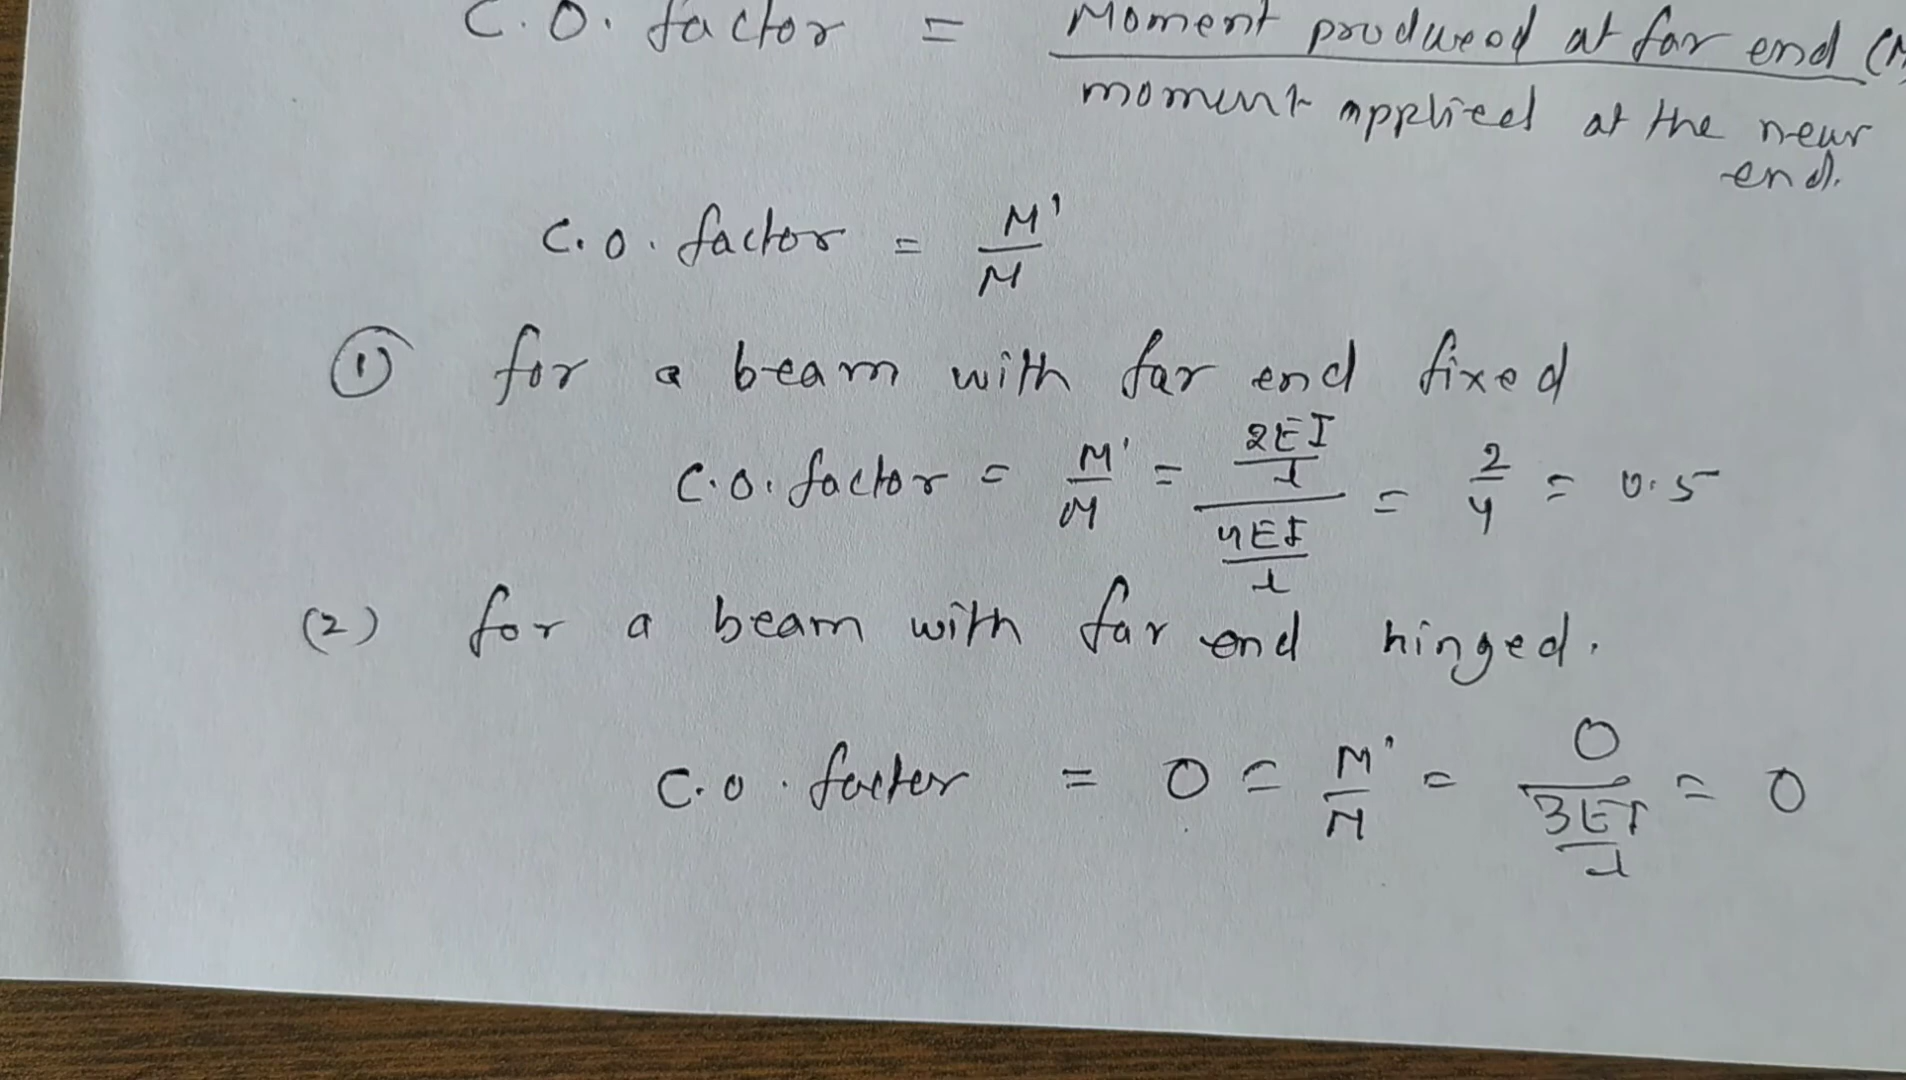 C.O. factor = Moment produced at far end (M
moment applied at the near
end.
C.O. factor = M'/M
① for a beam with far end fixed
C.O. factor = M'/M = (2EI/l)/(4EI/l) = 2/4 = 0.5
(2) for a beam with far end hinged.
C.O. factor = 0 = M'/M = 0/(3EI/l) = 0